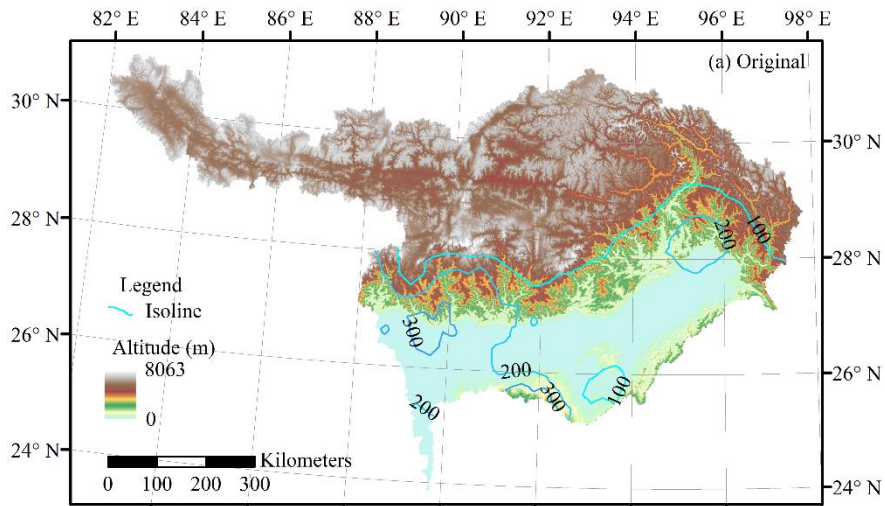 82° E 84° E 86° E 88° E 90° E 92° E 94° E 96° E 98° E
(a) Original
30° N
30° N
28° N
28° N
26° N
26° N
24° N
24° N
100
200
300
200
300
100
200
Legend
Isoline
Altitude (m)
8063
0
Kilometers
0 100 200 300